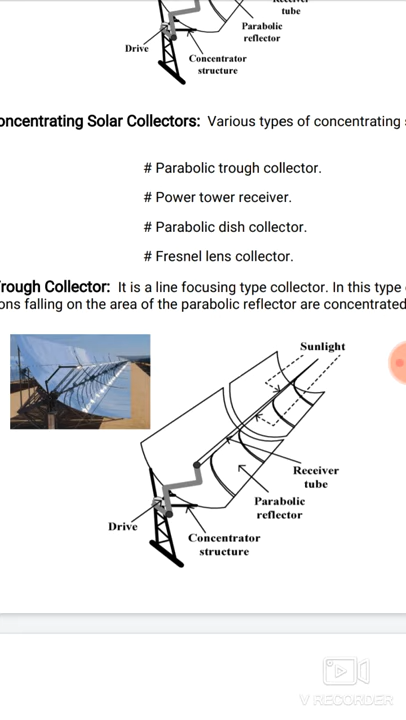 tube
Parabolic
reflector
Drive
Concentrator
structure
oncentrating Solar Collectors: Various types of concentrating
# Parabolic trough collector.
# Power tower receiver.
# Parabolic dish collector.
# Fresnel lens collector.
rough Collector: It is a line focusing type collector. In this type
ons falling on the area of the parabolic reflector are concentrated
Sunlight
Receiver
tube
Parabolic
reflector
Drive
Concentrator
structure
V RECORDER